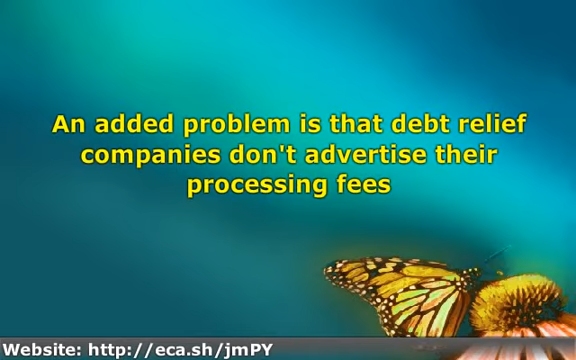 An added problem is that debt relief
companies don't advertise their
processing fees
Website: http://eca.sh/jmPY